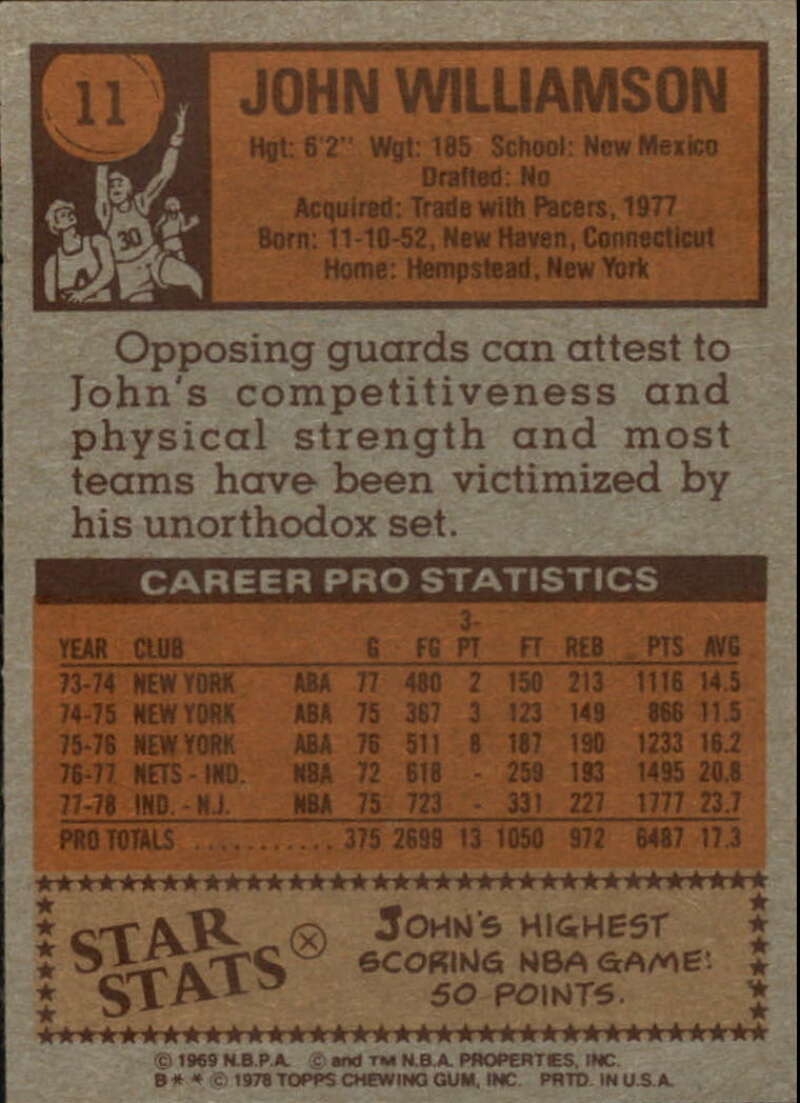 11
JOHN WILLIAMSON
Hgt: 6'2" Wgt: 185 School: New Mexico
Drafted: No
Acquired: Trade with Pacers, 1977
Born: 11-10-52, New Haven, Connecticut
Home: Hempstead, New York
30
Opposing guards can attest to
John's competitiveness and
physical strength and most
teams have been victimized by
his unorthodox set.
CAREER PRO STATISTICS
YEAR CLUB G FG 3-PT FT REB PTS AVG
73-74 NEW YORK ABA 77 480 2 150 213 1116 14.5
74-75 NEW YORK ABA 75 367 3 123 149 866 11.5
75-76 NEW YORK ABA 76 511 8 187 190 1233 16.2
76-77 NETS - IND. NBA 72 618 - 259 193 1495 20.8
77-78 IND. - N.J. NBA 75 723 - 331 227 1777 23.7
PRO TOTALS ........... 375 2699 13 1050 972 6487 17.3
STAR
STATS
JOHN'S HIGHEST
SCORING NBA GAME:
50 POINTS.
© 1969 N.B.P.A. © and TM N.B.A. PROPERTIES, INC.
B * * © 1978 TOPPS CHEWING GUM, INC. PRTD. IN U.S.A.